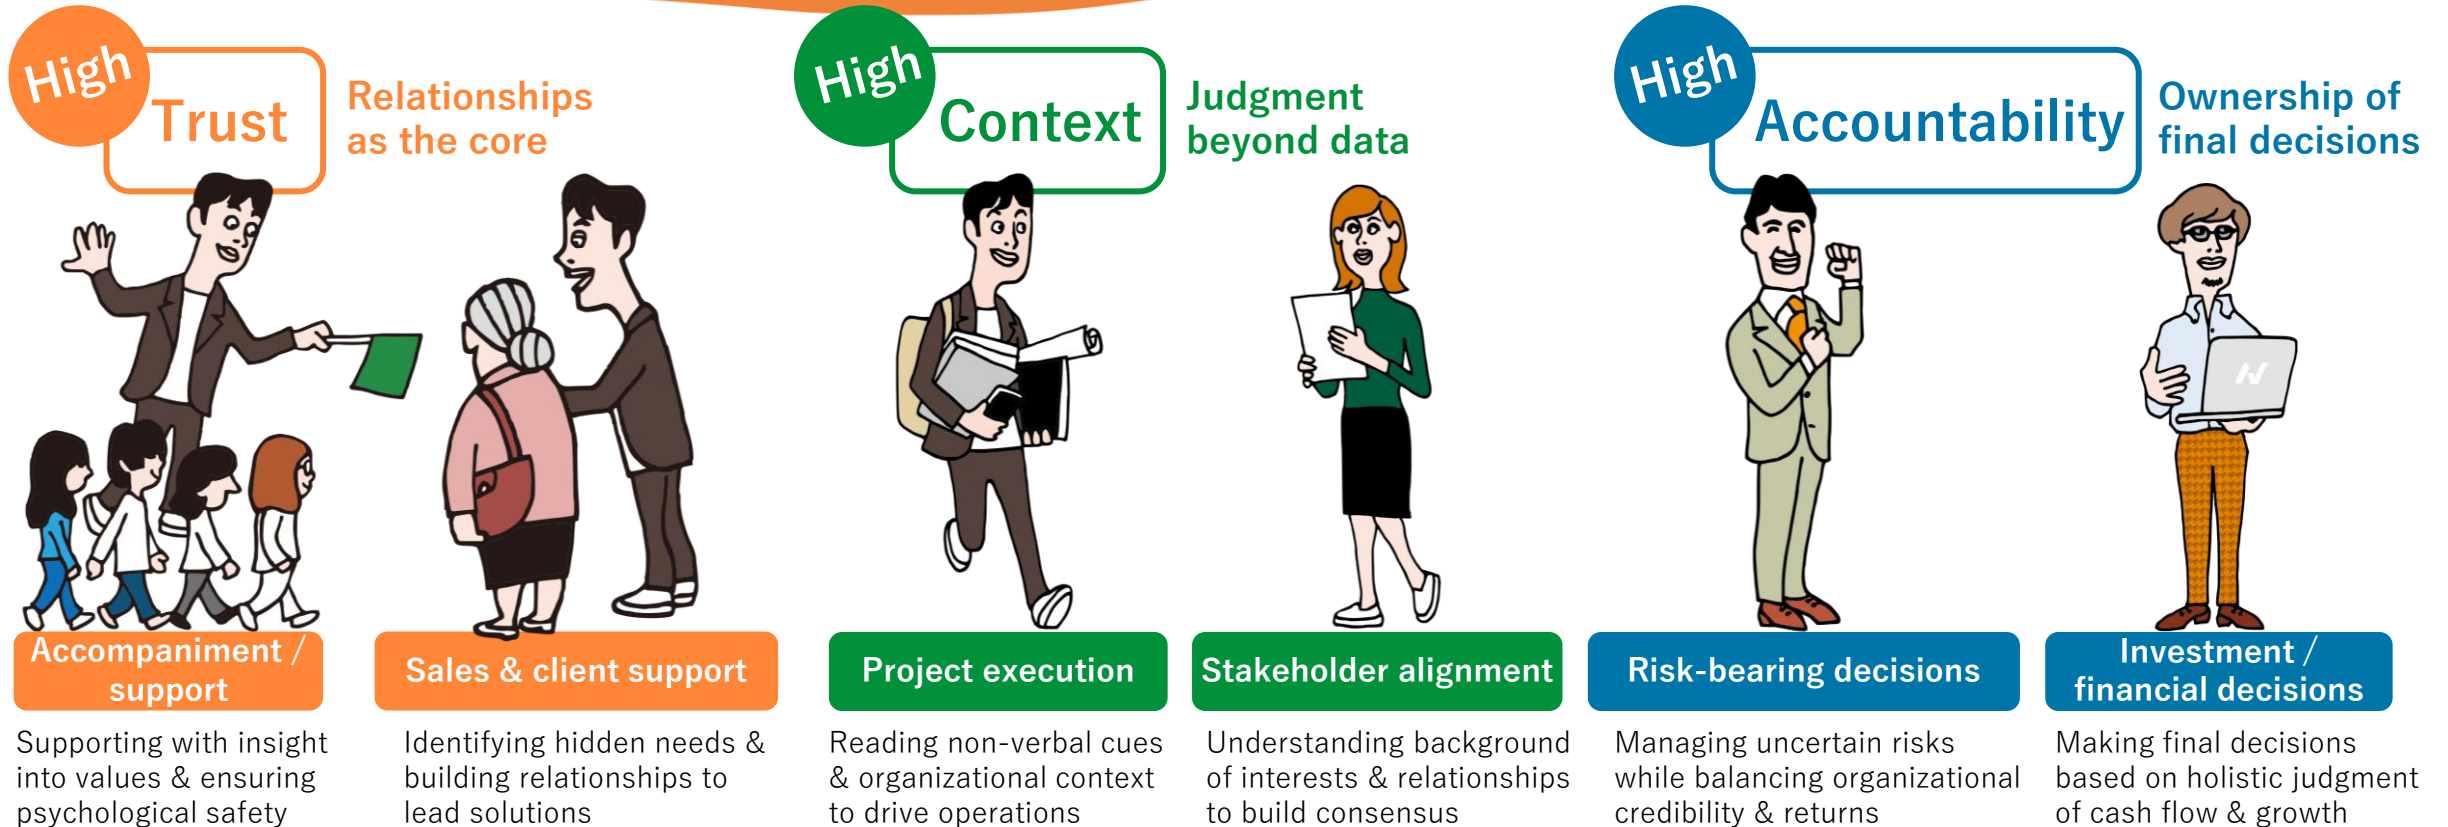 High
Trust
Relationships
as the core
High
Context
Judgment
beyond data
High
Accountability
Ownership of
final decisions
Accompaniment /
support
Supporting with insight
into values & ensuring
psychological safety
Sales & client support
Identifying hidden needs &
building relationships to
lead solutions
Project execution
Reading non-verbal cues
& organizational context
to drive operations
Stakeholder alignment
Understanding background
of interests & relationships
to build consensus
Risk-bearing decisions
Managing uncertain risks
while balancing organizational
credibility & returns
Investment /
financial decisions
Making final decisions
based on holistic judgment
of cash flow & growth